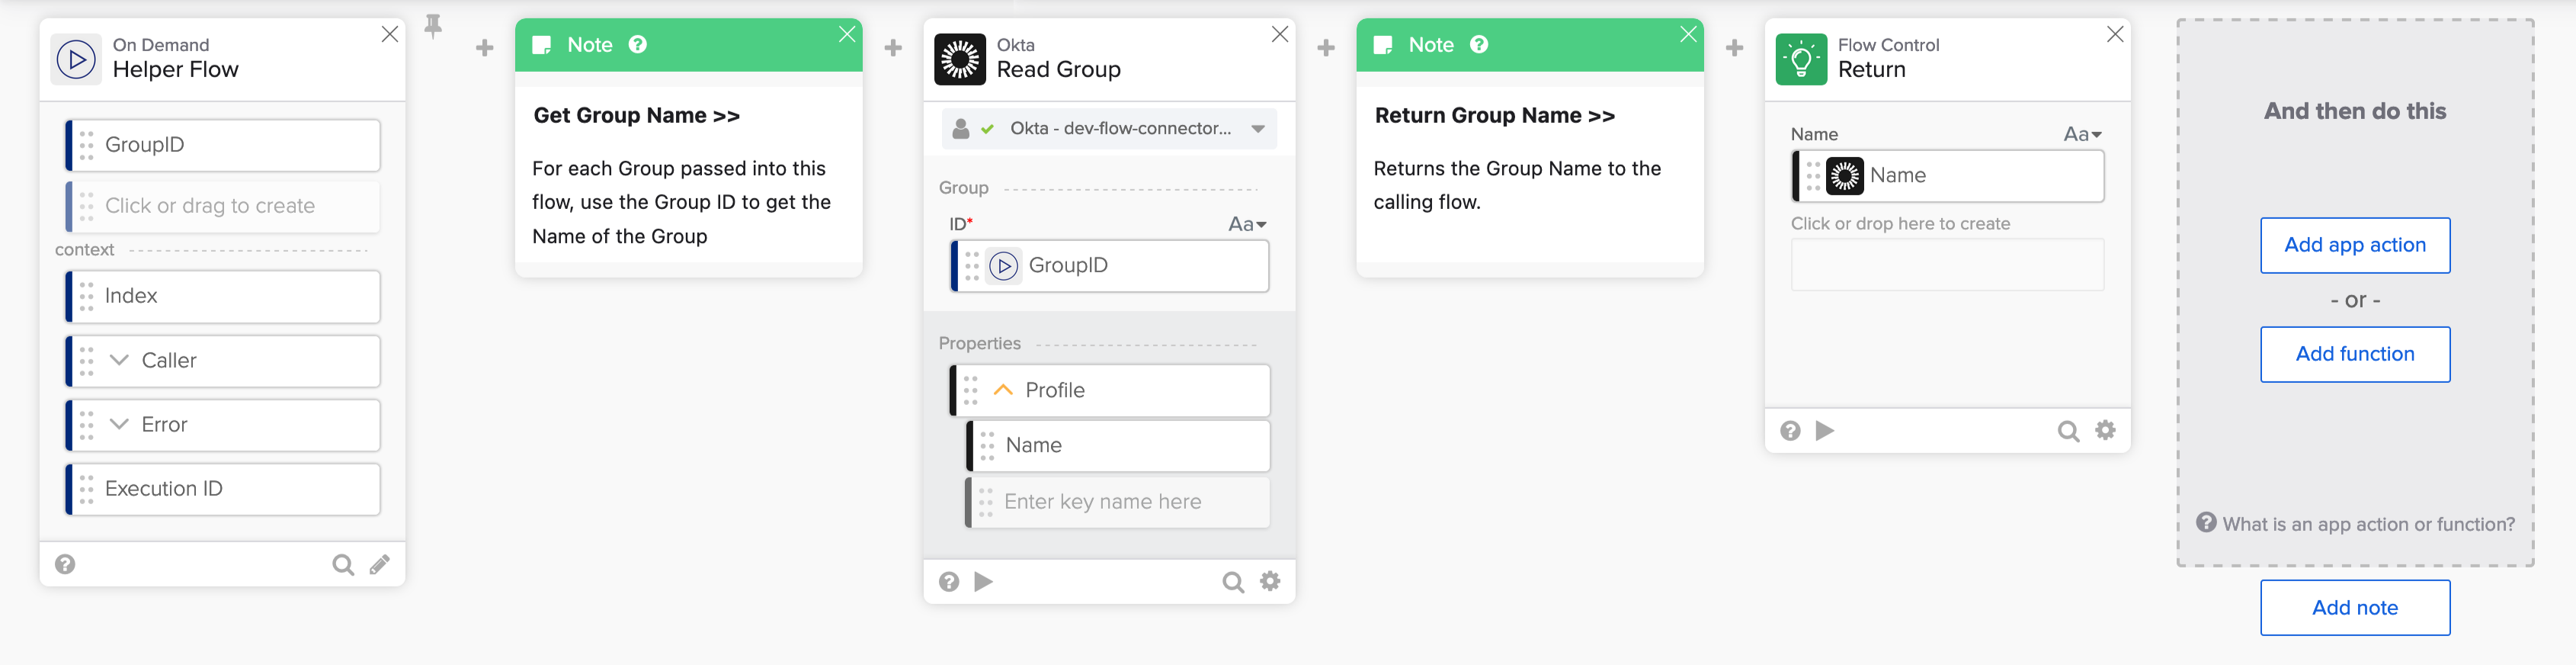 On Demand
Helper Flow
GroupID
Click or drag to create
context
Index
Caller
Error
Execution ID
Note
Get Group Name >>
For each Group passed into this
flow, use the Group ID to get the
Name of the Group
Okta
Read Group
Okta - dev-flow-connector...
Group
ID* Aa
GroupID
Properties
Profile
Name
Enter key name here
Note
Return Group Name >>
Returns the Group Name to the
calling flow.
Flow Control
Return
Name Aa
Name
Click or drop here to create
And then do this
Add app action
- or -
Add function
What is an app action or function?
Add note